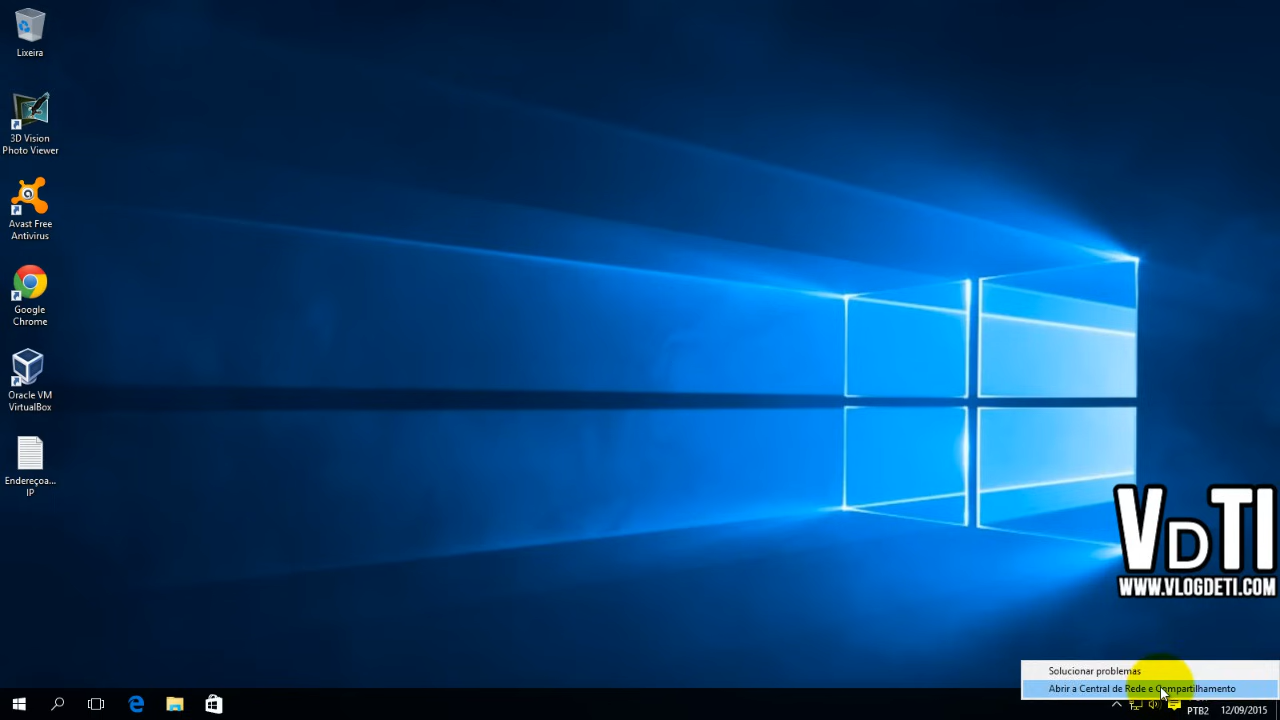 Lixeira
3D Vision
Photo Viewer
Avast Free
Antivirus
Google
Chrome
Oracle VM
VirtualBox
Endereçoa...
IP
VDTI
WWW.VLOGDETI.COM
Solucionar problemas
Abrir a Central de Rede e Compartilhamento
PTB2
12/09/2015